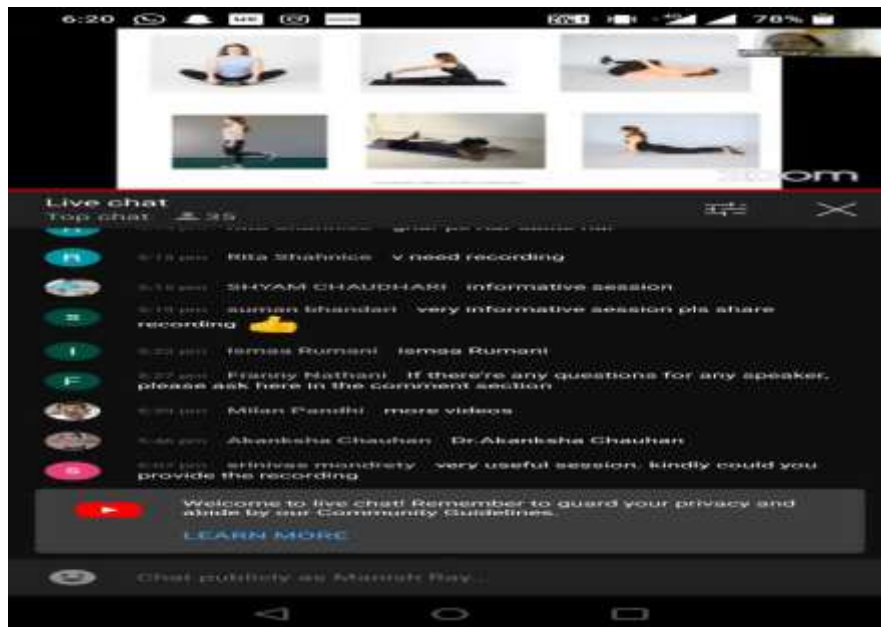 6:20
78%
zoom
Live chat
Top chat 35
Rita Shahnice v need recording
SHYAM CHAUDHARI informative session
suman bhandari very informative session pls share
recording
Ismaa Rumani Ismaa Rumani
Franny Nathani If there're any questions for any speaker,
please ask here in the comment section
Milan Pandhi more videos
Akanksha Chauhan Dr.Akanksha Chauhan
srinivas mandrety very useful session. kindly could you
provide the recording
Welcome to live chat! Remember to guard your privacy and
abide by our Community Guidelines.
LEARN MORE
Chat publicly as Manish Ray...